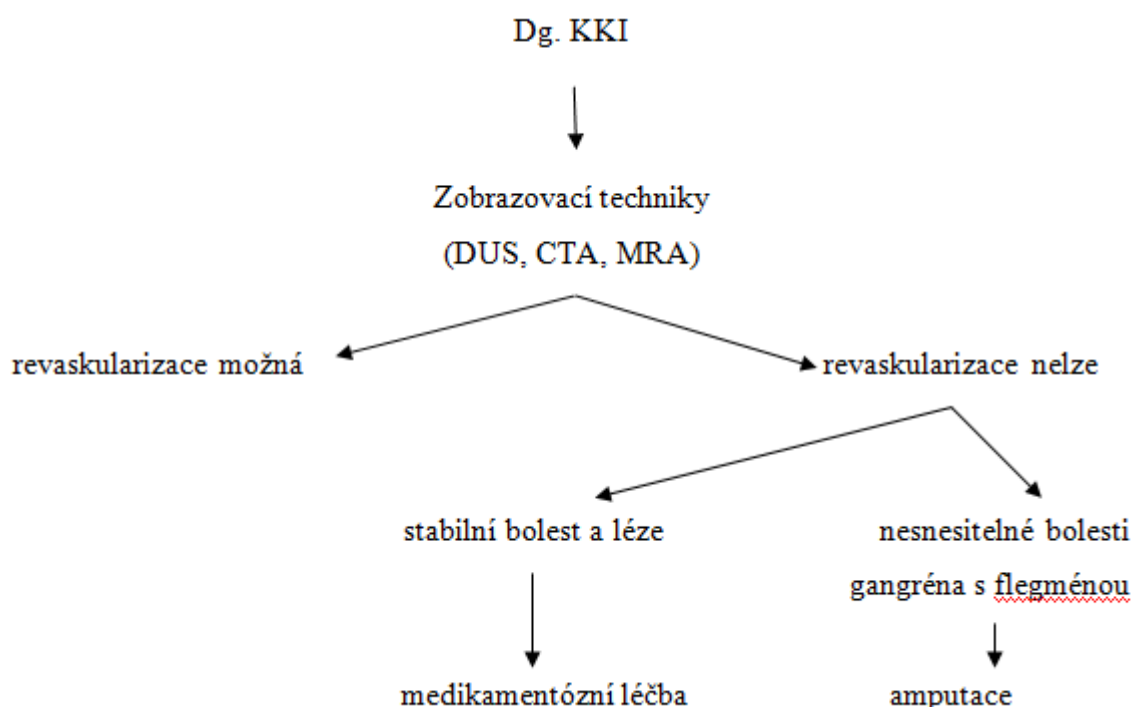 Dg. KKI
Zobrazovací techniky
(DUS, CTA, MRA)
revaskularizace možná
revaskularizace nelze
stabilní bolest a léze
nesnesitelné bolesti
gangréna s flegménou
medikamentózní léčba
amputace